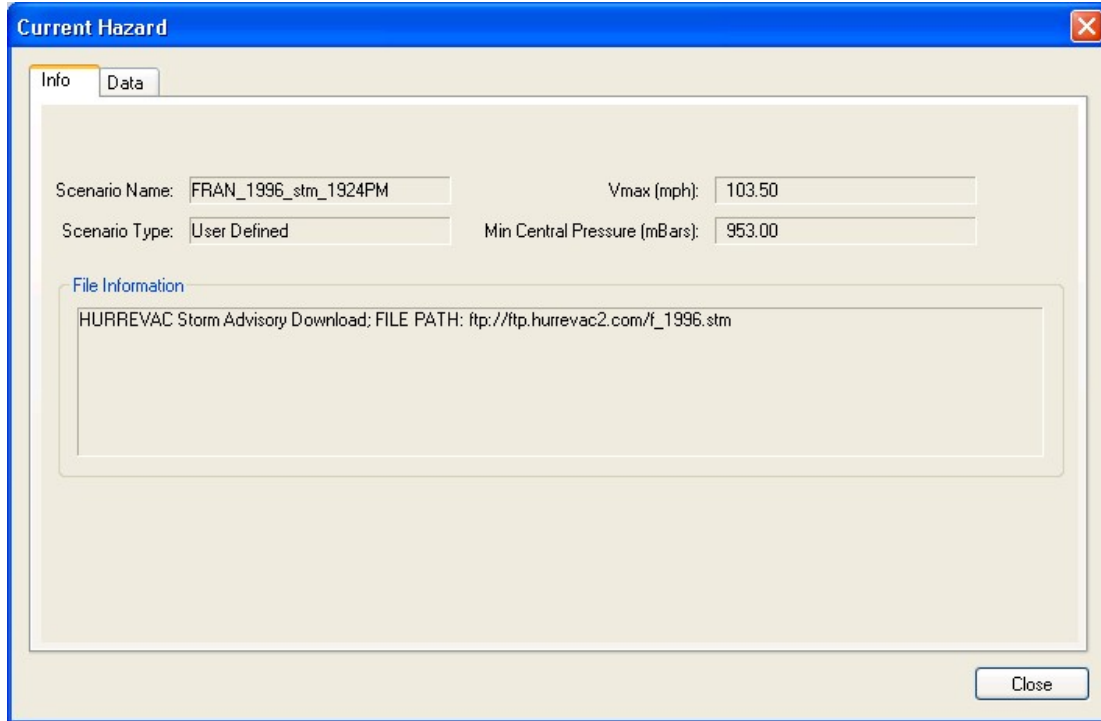 Current Hazard
Info Data
Scenario Name: FRAN_1996_stm_1924PM Vmax (mph): 103.50
Scenario Type: User Defined Min Central Pressure (mBars): 953.00
File Information
HURREVAC Storm Advisory Download; FILE PATH: ftp://ftp.hurrevac2.com/f_1996.stm
Close